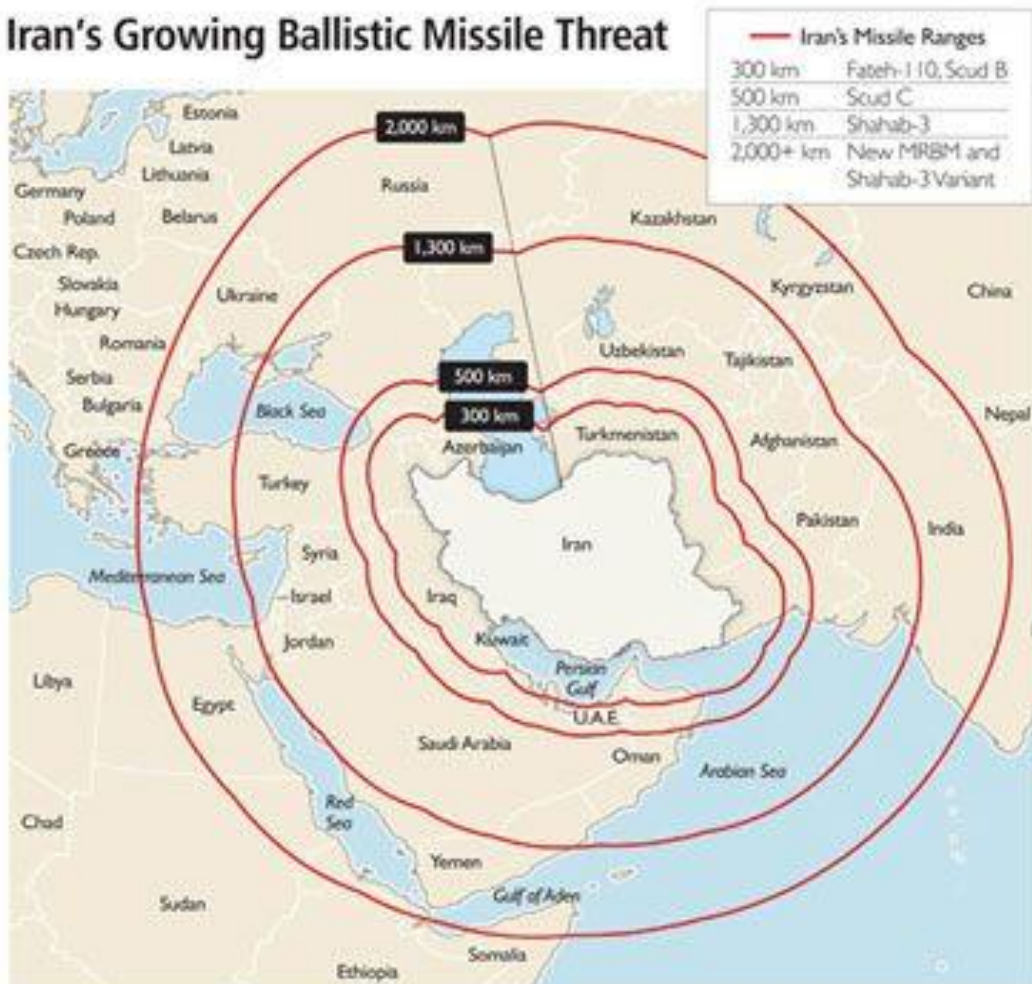 Iran's Growing Ballistic Missile Threat
Iran's Missile Ranges
300 km Fateh-110, Scud B
500 km Scud C
1,300 km Shahab-3
2,000+ km New MRBM and
Shahab-3 Variant
Estonia
2,000 km
Latvia
Lithuania
Russia
Germany
Poland
Belarus
Kazakhstan
Czech Rep.
1,300 km
Slovakia
Hungary
Ukraine
Kyrgyzstan
China
Romania
Uzbekistan
Tajikistan
Serbia
500 km
Bulgaria
Black Sea
300 km
Nepal
Greece
Azerbaijan
Turkmenistan
Afghanistan
Turkey
Pakistan
India
Syria
Iran
Mediterranean Sea
Israel
Iraq
Jordan
Kuwait
Persian
Gulf
Libya
Egypt
U.A.E.
Saudi Arabia
Oman
Arabian Sea
Red
Sea
Chad
Yemen
Gulf of Aden
Sudan
Somalia
Ethiopia